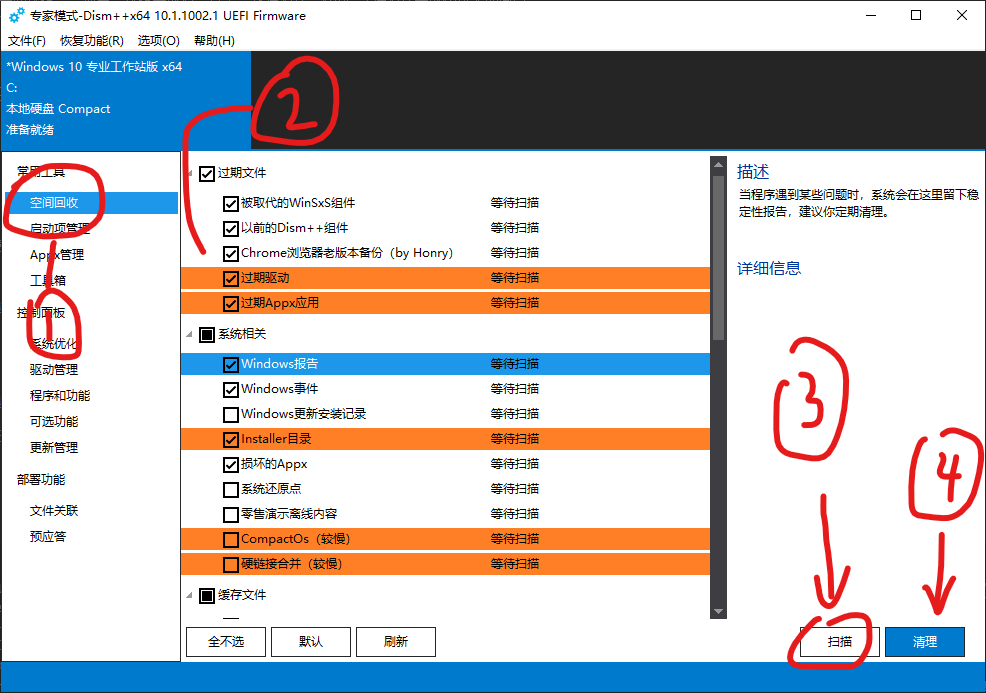 专家模式-Dism++x64 10.1.1002.1 UEFI Firmware
文件(F) 恢复功能(R) 选项(O) 帮助(H)
*Windows 10 专业工作站版 x64
C:
本地硬盘 Compact
准备就绪
2
常用工具
空间回收
启动项管理
Appx管理
工具箱
控制面板
1
系统优化
驱动管理
程序和功能
可选功能
更新管理
部署功能
文件关联
预应答
过期文件
被取代的WinSxS组件 等待扫描
以前的Dism++组件 等待扫描
Chrome浏览器老版本备份（by Honry) 等待扫描
过期驱动 等待扫描
过期Appx应用 等待扫描
系统相关
Windows报告 等待扫描
Windows事件 等待扫描
Windows更新安装记录 等待扫描
Installer目录 等待扫描
损坏的Appx 等待扫描
系统还原点 等待扫描
零售演示离线内容 等待扫描
CompactOs（较慢） 等待扫描
硬链接合并（较慢） 等待扫描
缓存文件
全不选 默认 刷新
描述
当程序遇到某些问时，系统会在这里留下稳
定性报告，建议你定期清理。
详细信息
3
4
扫描 清理